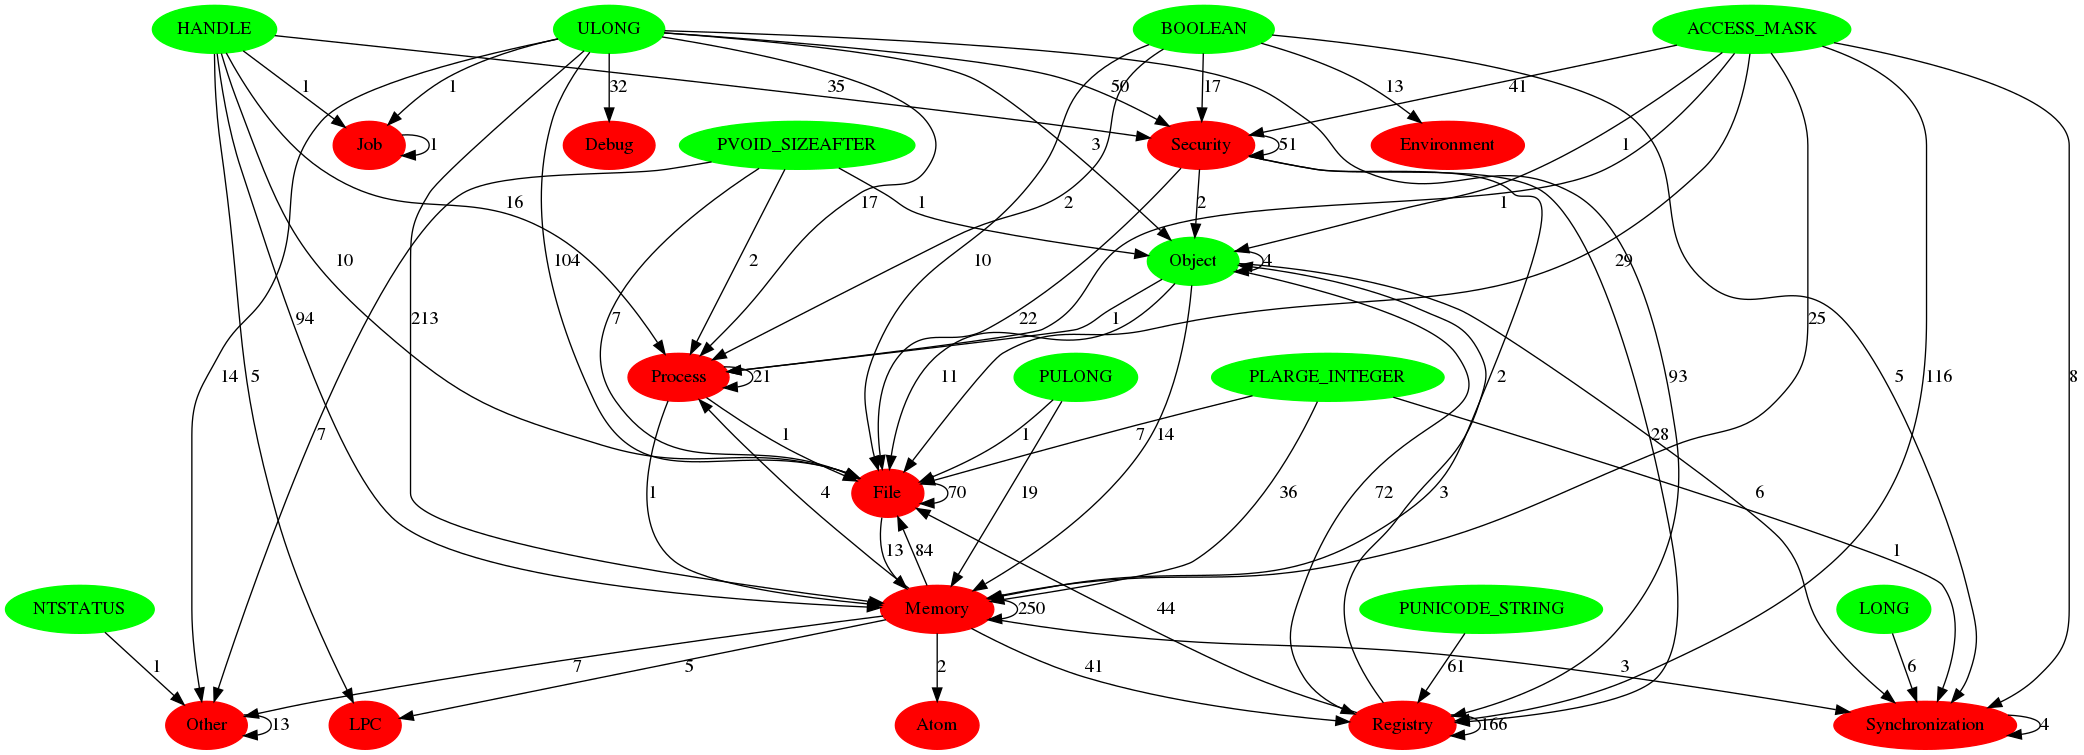 HANDLE ULONG BOOLEAN ACCESS_MASK
1 1 32 35 50 17 13 41
Job 1 Debug PVOID_SIZEAFTER Security 51 Environment 3 1
16 17 2 1 2 1
10 104 2 10 Object 4 29
5 94 213 7 22 1 25
14 Process 21 11 PULONG PLARGE_INTEGER 2 93 5 116 8
7 1 1 7 14 28
1 4 File 70 19 36 72 3 6
13 84 1
NTSTATUS Memory 250 44 PUNICODE_STRING LONG
1 7 5 2 41 61 3 6
Other 13 LPC Atom Registry 166 Synchronization 4